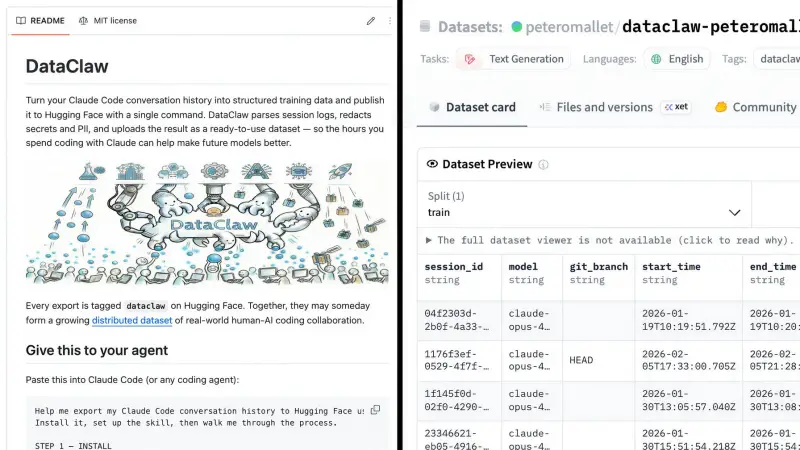 README
MIT license
DataClaw
Turn your Claude Code conversation history into structured training data and publish
it to Hugging Face with a single command. DataClaw parses session logs, redacts
secrets and PII, and uploads the result as a ready-to-use dataset — so the hours you
spend coding with Claude can help make future models better.
DataClaw
Every export is tagged dataclaw on Hugging Face. Together, they may someday
form a growing distributed dataset of real-world human-AI coding collaboration.
Give this to your agent
Paste this into Claude Code (or any coding agent):
Help me export my Claude Code conversation history to Hugging Face us
Install it, set up the skill, then walk me through the process.
STEP 1 — INSTALL
Datasets: peteromallet/dataclaw-peteromall
Tasks: Text Generation Languages: English Tags: dataclaw
Dataset card Files and versions xet Community
Dataset Preview
Split (1)
train
The full dataset viewer is not available (click to read why).
session_id model git_branch start_time end_time
string string string string string
04f2303d- claude- 2026-01- 2026-01-
2b0f-4a33-… opus-4… 19T10:19:51.792Z 19T10:20:
1176f3ef- claude- HEAD 2026-02- 2026-02-
0529-4f7f-… opus-4… 05T17:33:00.705Z 05T21:28:
1f145f0d- claude- 2026-01- 2026-01-
02f0-4290-… opus-4… 30T13:05:57.040Z 30T13:08:
23346621- claude- 2026-01- 2026-01-
eb05-4916-… opus-4… 30T15:51:54.218Z 30T15:54: